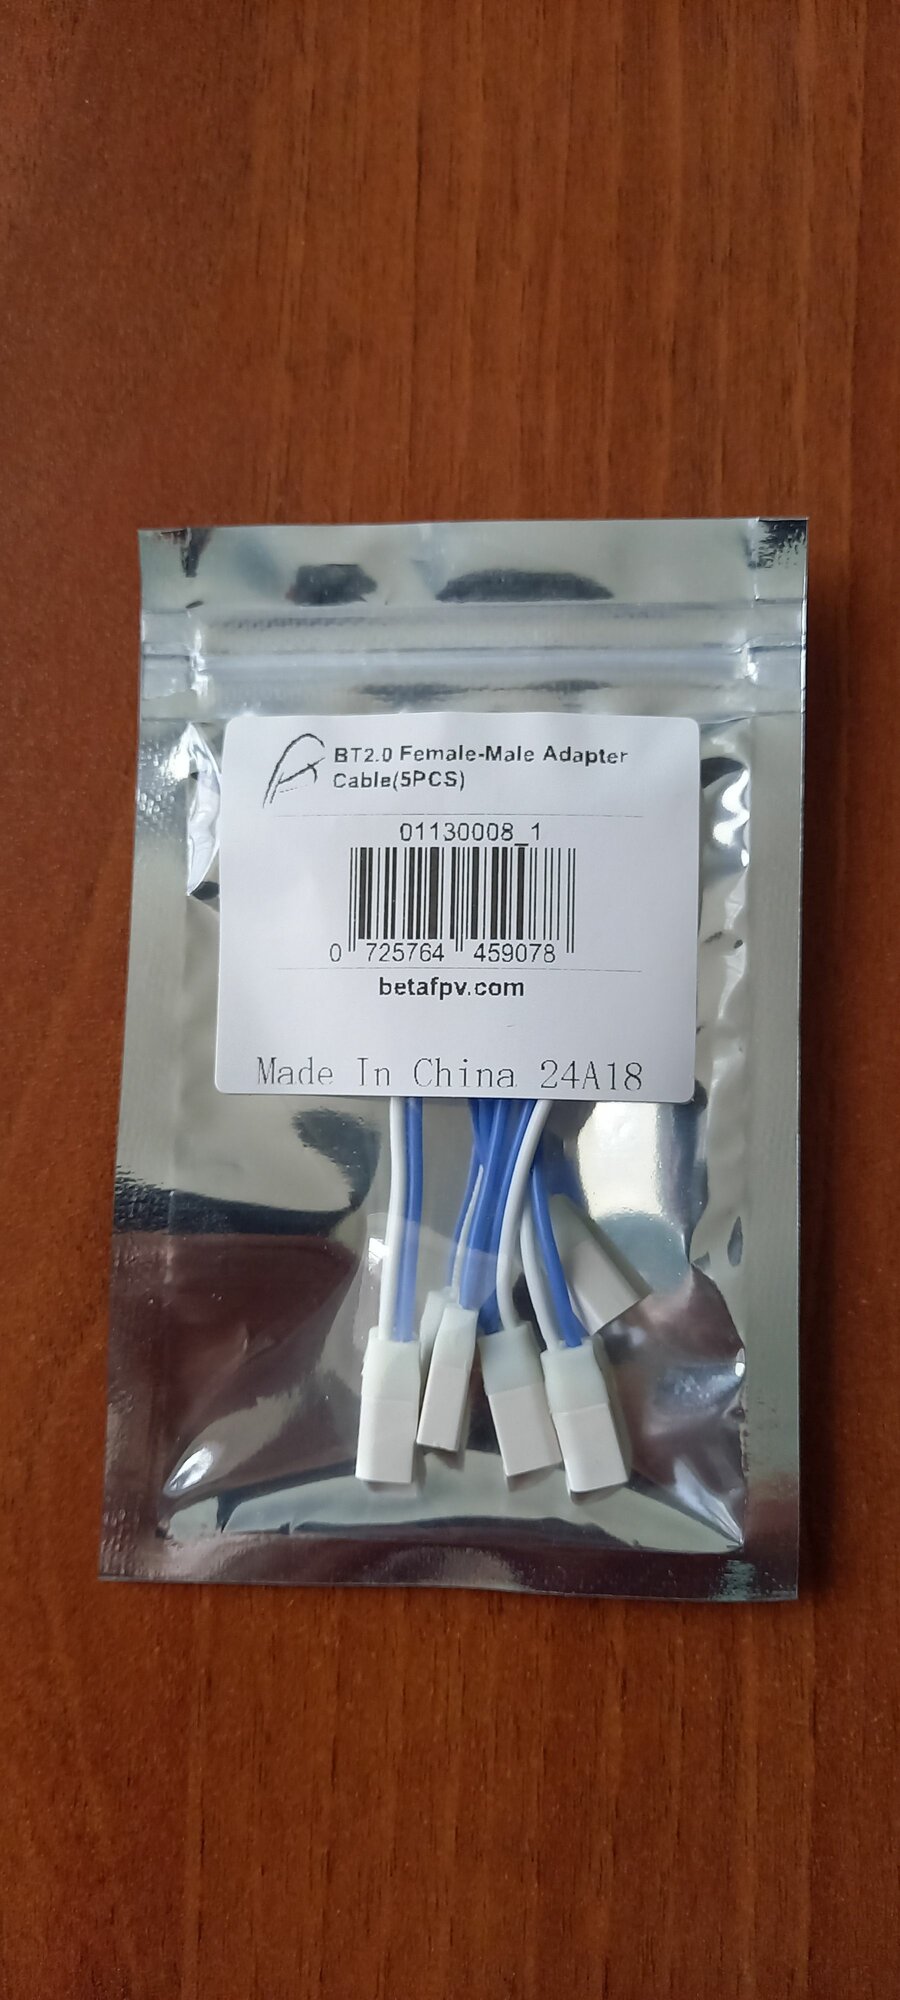 BT2.0 Female-Male Adapter
Cable(5PCS)
01130008_1
0 725764 459078
betafpv.com
Made In China 24A18